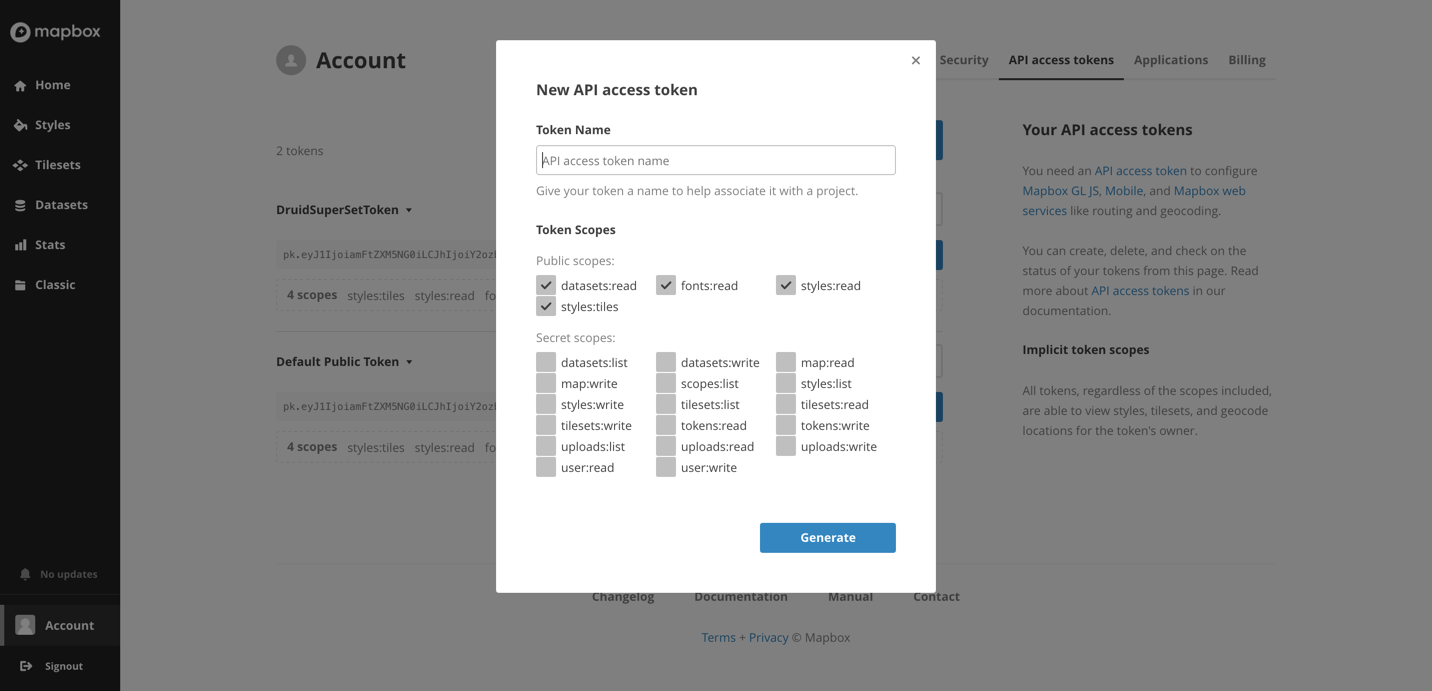 mapbox
Home
Styles
Tilesets
Datasets
Stats
Classic
No updates
Account
Signout
Account
Security API access tokens Applications Billing
2 tokens
DruidSuperSetToken
pk.eyJ1IjoiamFtZXM5NG0iLCJhIjoiY2oz
4 scopes styles:tiles styles:read fo
Default Public Token
pk.eyJ1IjoiamFtZXM5NG0iLCJhIjoiY2oz
4 scopes styles:tiles styles:read fo
New API access token
Token Name
API access token name
Give your token a name to help associate it with a project.
Token Scopes
Public scopes:
datasets:read fonts:read styles:read
styles:tiles
Secret scopes:
datasets:list datasets:write map:read
map:write scopes:list styles:list
styles:write tilesets:list tilesets:read
tilesets:write tokens:read tokens:write
uploads:list uploads:read uploads:write
user:read user:write
Generate
Your API access tokens
You need an API access token to configure
Mapbox GL JS, Mobile, and Mapbox web
services like routing and geocoding.
You can create, delete, and check on the
status of your tokens from this page. Read
more about API access tokens in our
documentation.
Implicit token scopes
All tokens, regardless of the scopes included,
are able to view styles, tilesets, and geocode
locations for the token's owner.
Changelog Documentation Manual Contact
Terms + Privacy © Mapbox